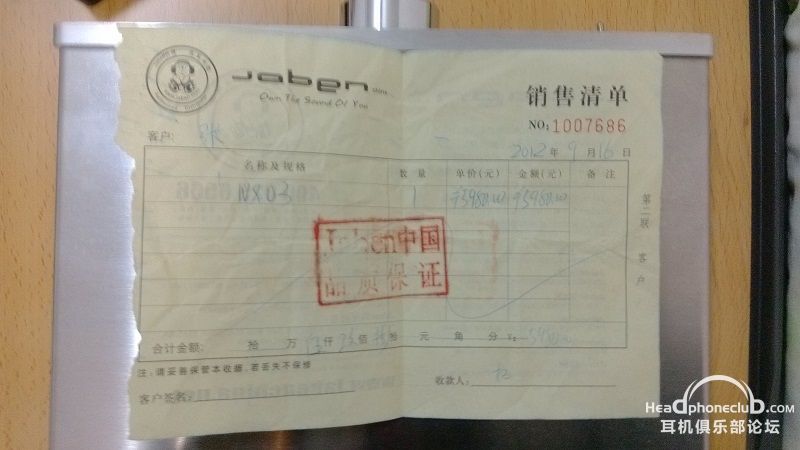 Jaben
Own The Sound Of You
销售清单
NO: 1007686
客户: 张
2012年9月16日
名称及规格 数量 单价(元) 金额(元) 备注
NX03 1 5980.00 5980.00
第二联 客户
Jaben中国
品质保证
合计金额: 拾 万 伍仟 佰 拾 元 角 分 ¥:
注: 请妥善保管本收据, 若丢失不保修
客户签名: 收款人:
HeadphoneClub.com
耳机俱乐部论坛